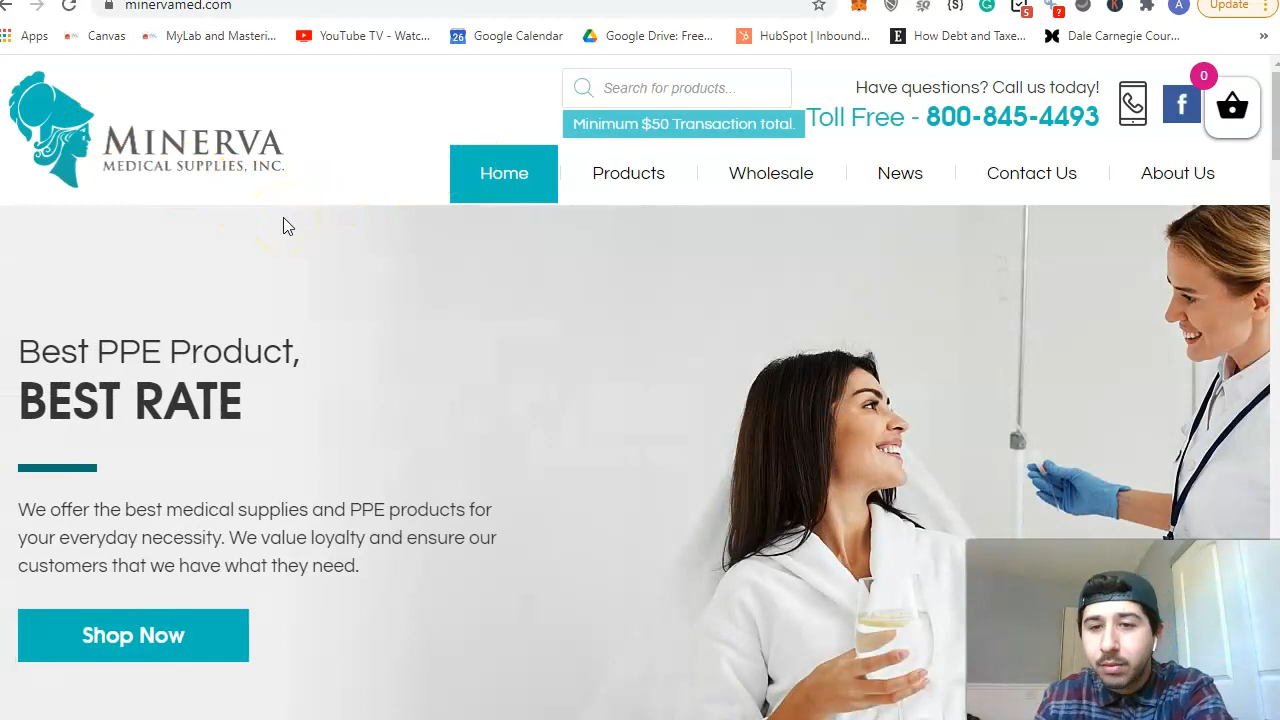 minervamed.com
A
Update
5
?
Apps
Canvas
MyLab and Masteri...
YouTube TV - Watc...
26
Google Calendar
Google Drive: Free...
HubSpot | Inbound...
E
How Debt and Taxe...
Dale Carnegie Cour...
»
MINERVA
MEDICAL SUPPLIES, INC.
Search for products...
Minimum $50 Transaction total.
Have questions? Call us today!
Toll Free - 800-845-4493
f
0
Home
Products
Wholesale
News
Contact Us
About Us
Best PPE Product,
BEST RATE
We offer the best medical supplies and PPE products for
your everyday necessity. We value loyalty and ensure our
customers that we have what they need.
Shop Now